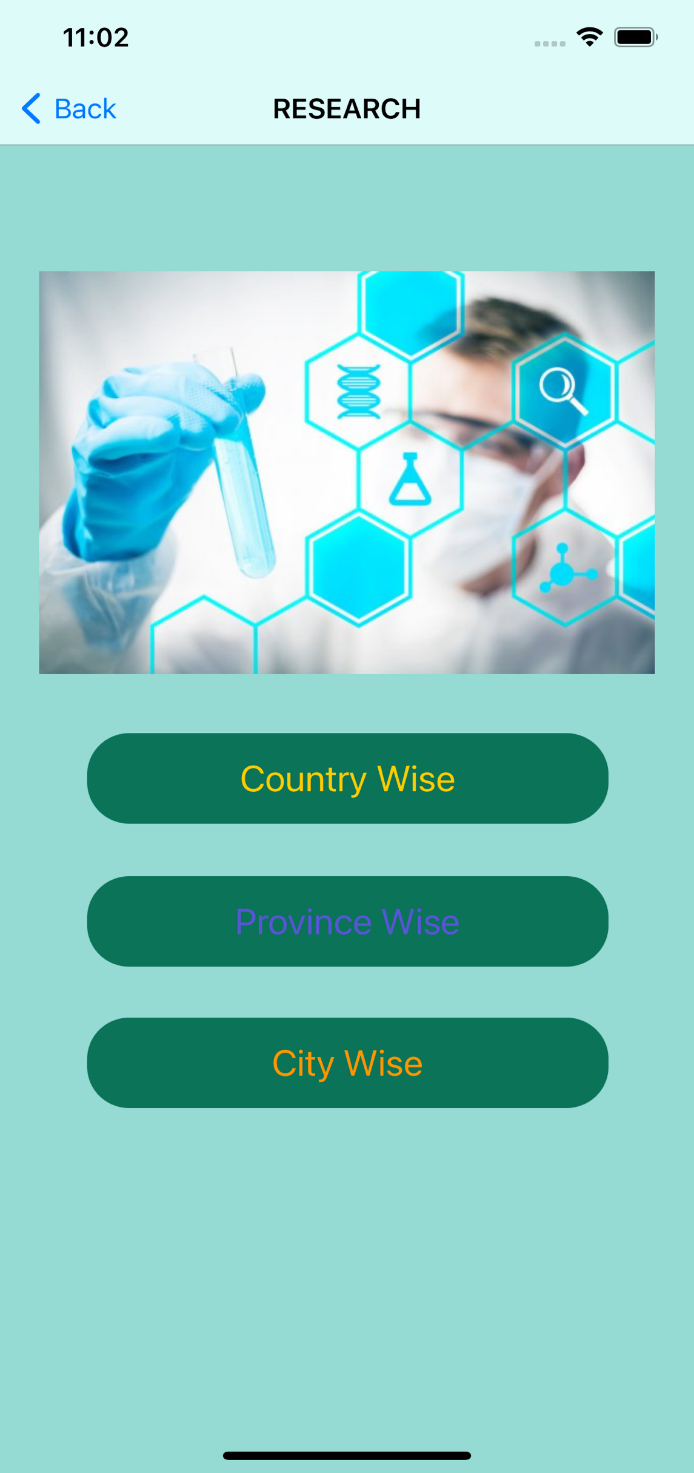 11:02
Back
RESEARCH
Country Wise
Province Wise
City Wise